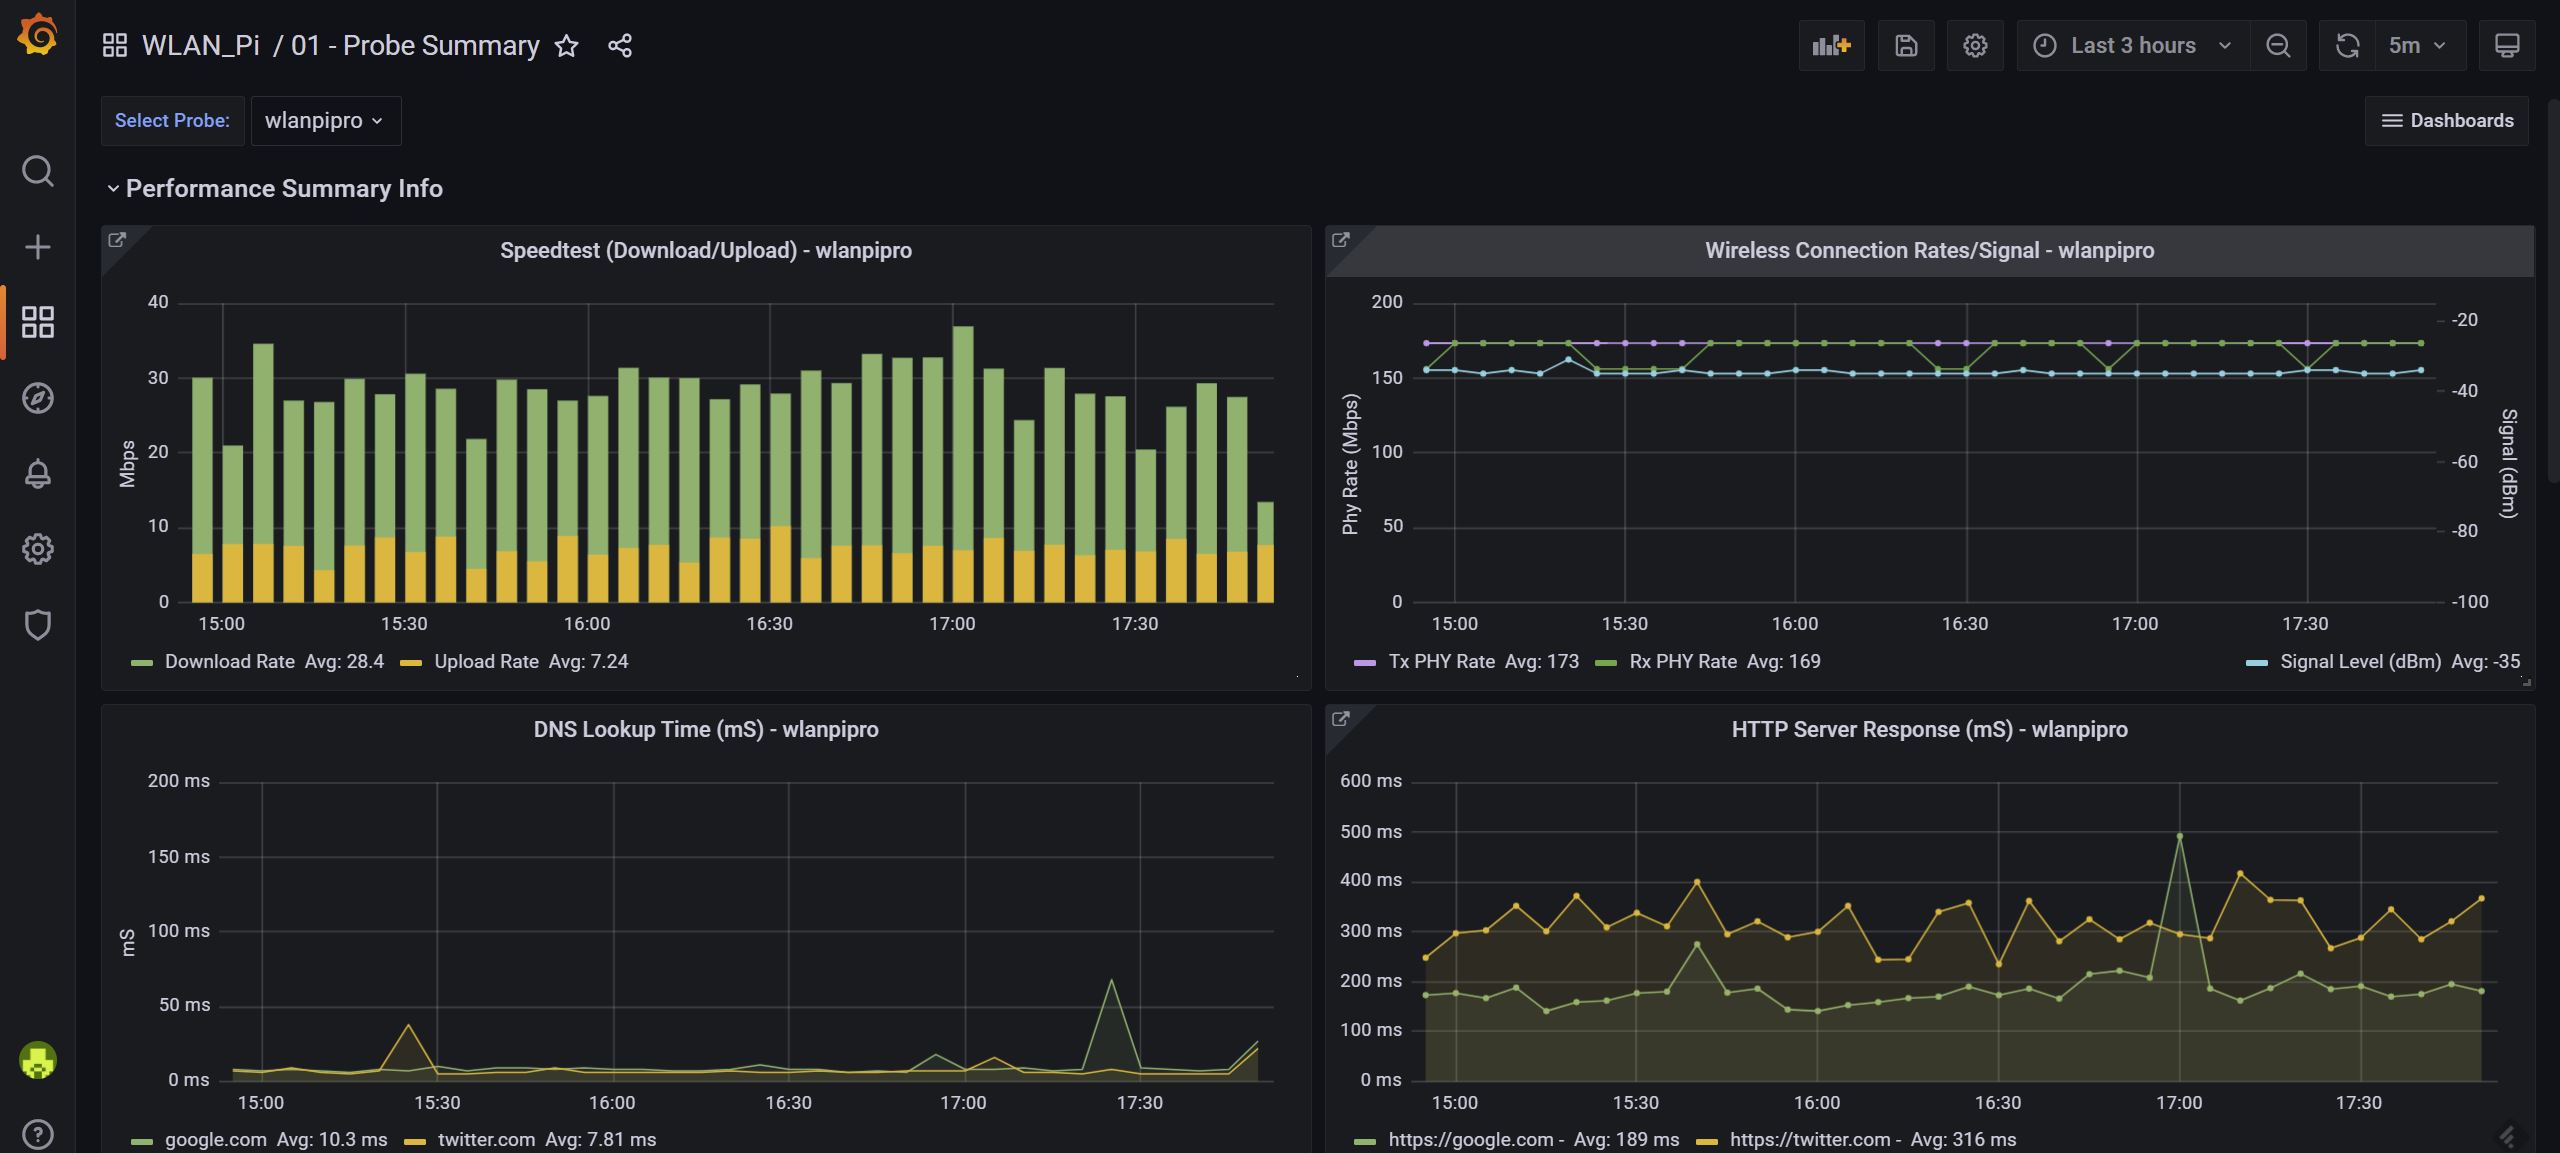 WLAN_Pi / 01 - Probe Summary
Last 3 hours
5m
Select Probe: wlanpipro
Dashboards
Performance Summary Info
Speedtest (Download/Upload) - wlanpipro
40
30
20
10
0
Mbps
15:00 15:30 16:00 16:30 17:00 17:30
Download Rate Avg: 28.4 Upload Rate Avg: 7.24
Wireless Connection Rates/Signal - wlanpipro
200
150
100
50
0
Phy Rate (Mbps)
-20
-40
-60
-80
-100
Signal (dBm)
15:00 15:30 16:00 16:30 17:00 17:30
Tx PHY Rate Avg: 173 Rx PHY Rate Avg: 169 Signal Level (dBm) Avg: -35
DNS Lookup Time (mS) - wlanpipro
200 ms
150 ms
100 ms
50 ms
0 ms
mS
15:00 15:30 16:00 16:30 17:00 17:30
google.com Avg: 10.3 ms twitter.com Avg: 7.81 ms
HTTP Server Response (mS) - wlanpipro
600 ms
500 ms
400 ms
300 ms
200 ms
100 ms
0 ms
15:00 15:30 16:00 16:30 17:00 17:30
https://google.com - Avg: 189 ms https://twitter.com - Avg: 316 ms